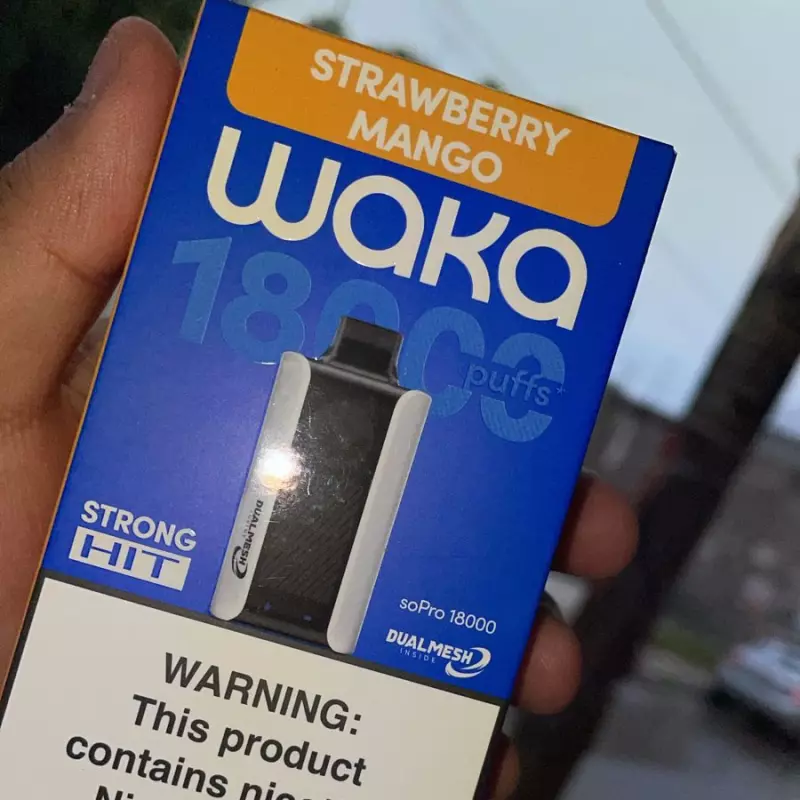 STRAWBERRY
MANGO
waka
18000
puffs*
DUALMESH
STRONG
HIT
soPro 18000
DUALMESH
INSIDE
WARNING:
This product
contains